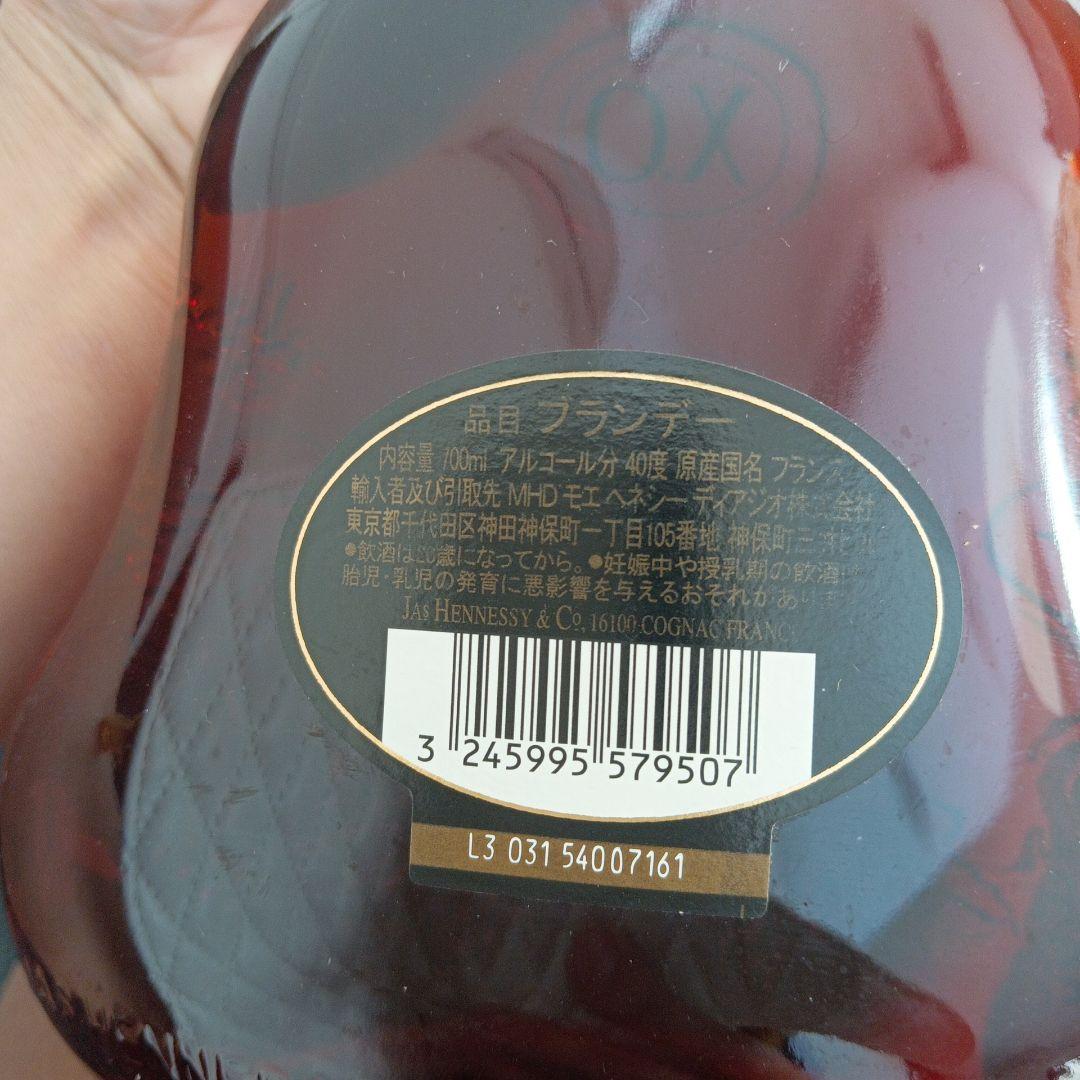 X.O
品目 ブランデー
内容量 700ml アルコール分 40度 原産国名 フランス
輸入者及び引取先 MHD モエ ヘネシー ディアジオ株式会社
東京都千代田区神田神保町一丁目105番地 神保町三井ビル
●飲酒は20歳になってから。●妊娠中や授乳期の飲酒は
胎児・乳児の発育に悪影響を与えるおそれがあり
JAS HENNESSY & Co, 16100 COGNAC FRANC
3 245995 579507
L3 031 54007161